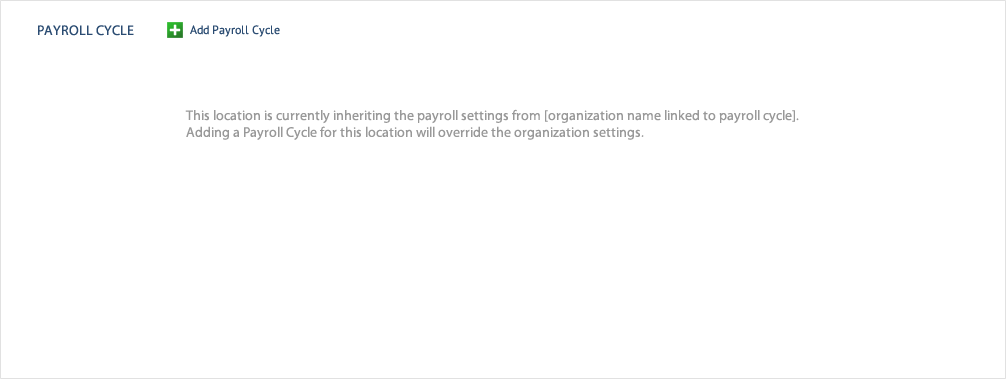 PAYROLL CYCLE Add Payroll Cycle
This location is currently inheriting the payroll settings from [organization name linked to payroll cycle].
Adding a Payroll Cycle for this location will override the organization settings.